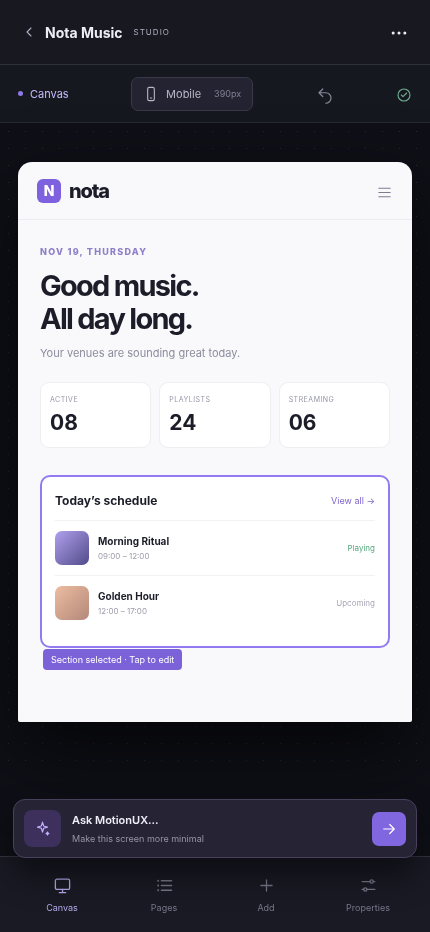 Nota Music STUDIO
Canvas
Mobile 390px
N nota
NOV 19, THURSDAY
Good music.
All day long.
Your venues are sounding great today.
ACTIVE
08
PLAYLISTS
24
STREAMING
06
Today's schedule
View all →
Morning Ritual
09:00 – 12:00
Playing
Golden Hour
12:00 – 17:00
Upcoming
Section selected · Tap to edit
Ask MotionUX...
Make this screen more minimal
Canvas
Pages
Add
Properties